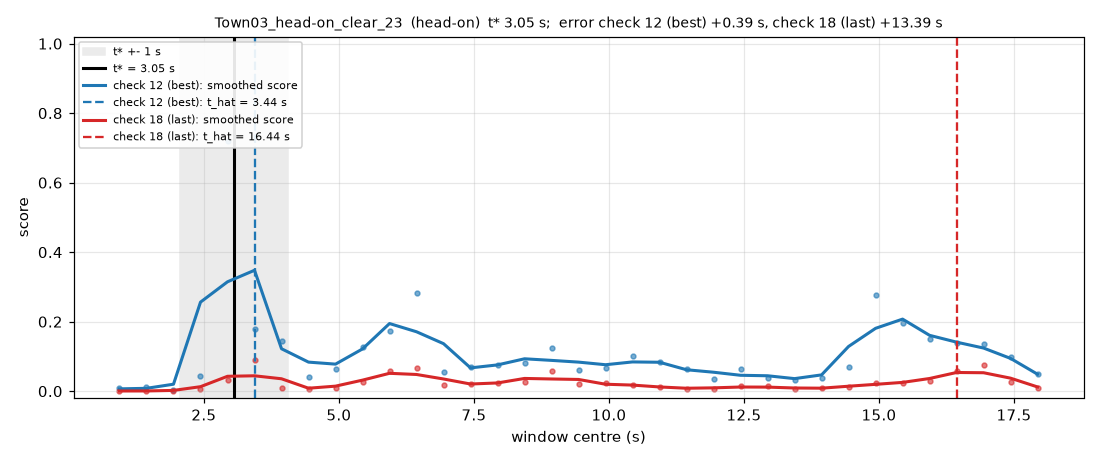 Town03_head-on_clear_23  (head-on)  t* 3.05 s;  error check 12 (best) +0.39 s, check 18 (last) +13.39 s
t* +- 1 s
t* = 3.05 s
check 12 (best): smoothed score
check 12 (best): t_hat = 3.44 s
check 18 (last): smoothed score
check 18 (last): t_hat = 16.44 s
1.0
0.8
0.6
0.4
0.2
0.0
score
2.5 5.0 7.5 10.0 12.5 15.0 17.5
window centre (s)